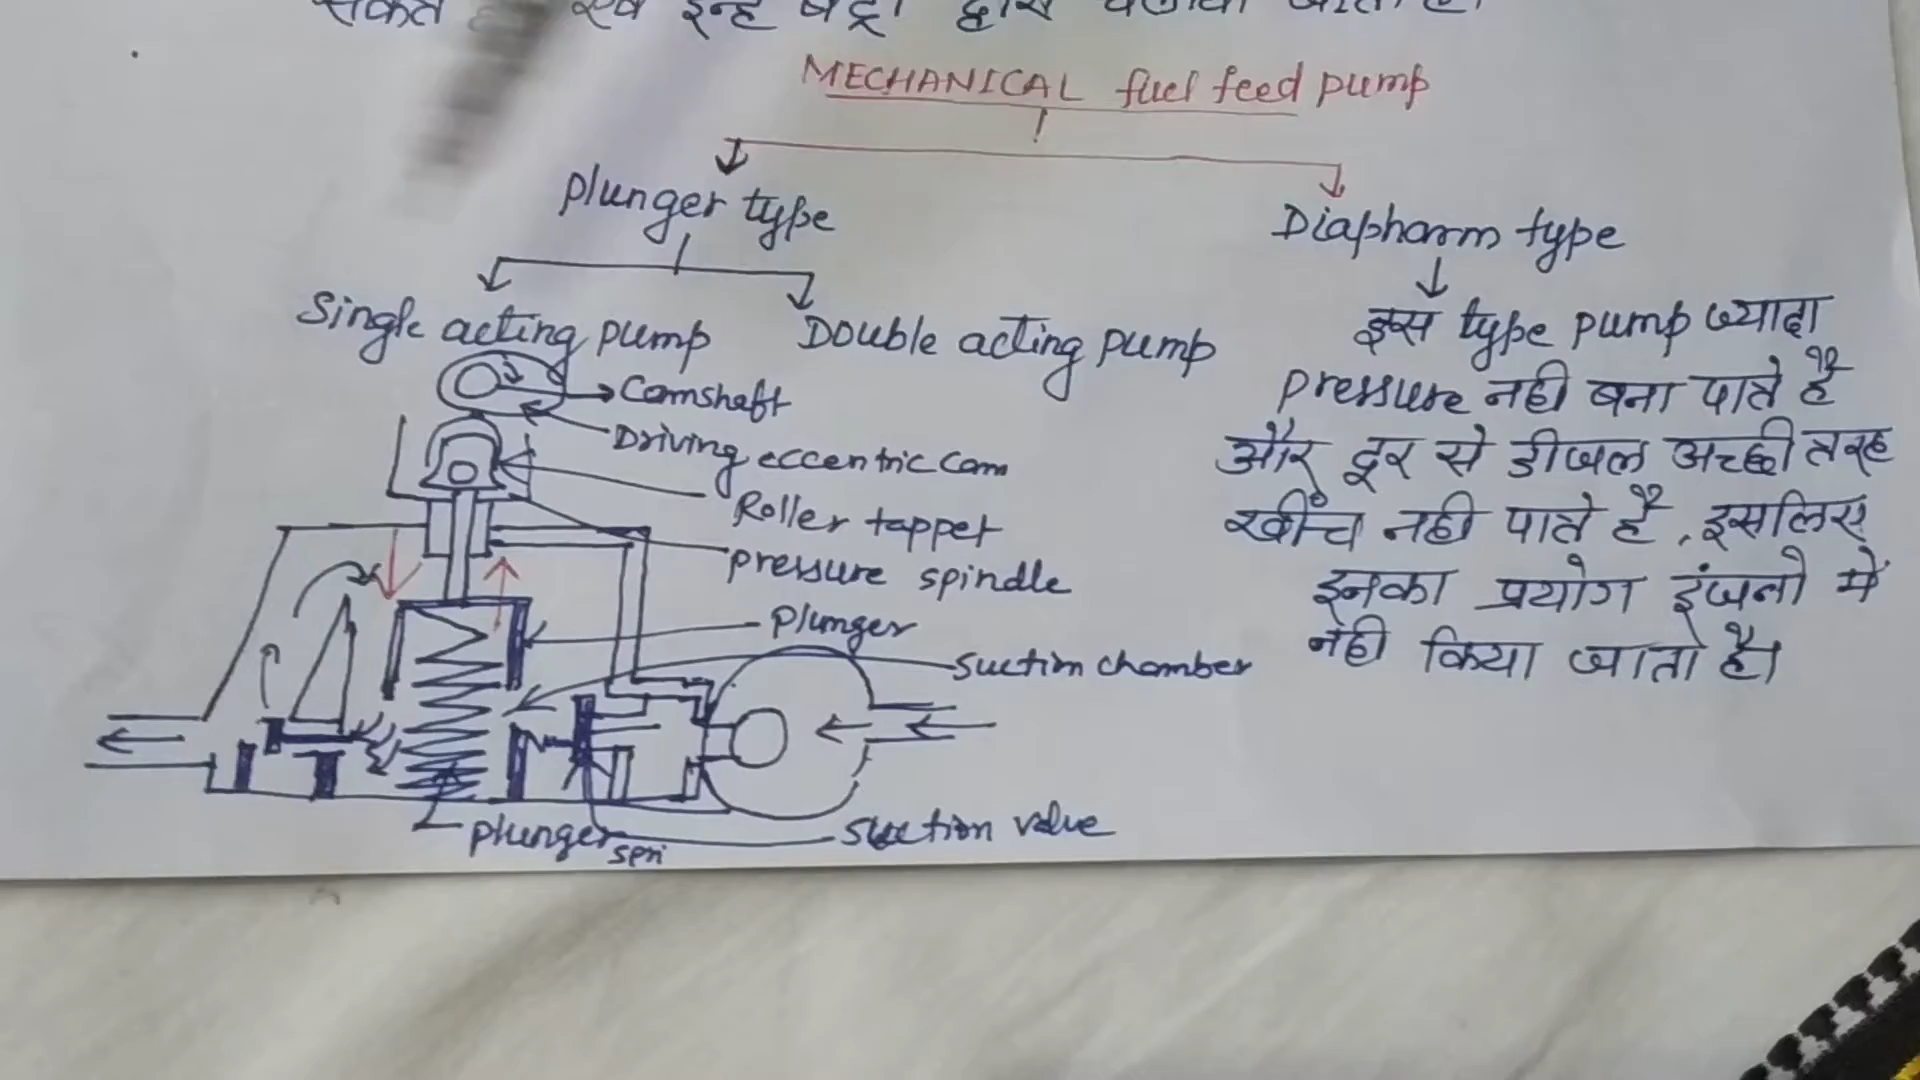 द्वारा
MECHANICAL fuel feed pump
plunger type
Diapharm type
Single acting pump
Double acting pump
इस type pump ज्यादा
pressure नही बना पाते है
और दूर से डीजल अच्छी तरह
खींच नही पाते है, इसलिए
इनका प्रयोग इंजनो में
नही किया जाता है।
Camshaft
Driving eccentric cam
Roller tappet
pressure spindle
plunger
suction chamber
plunger spri
suction valve